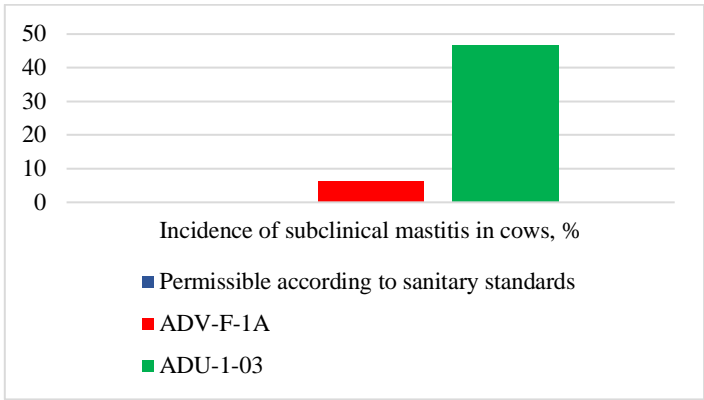 50
40
30
20
10
0
Incidence of subclinical mastitis in cows, %
Permissible according to sanitary standards
ADV-F-1A
ADU-1-03